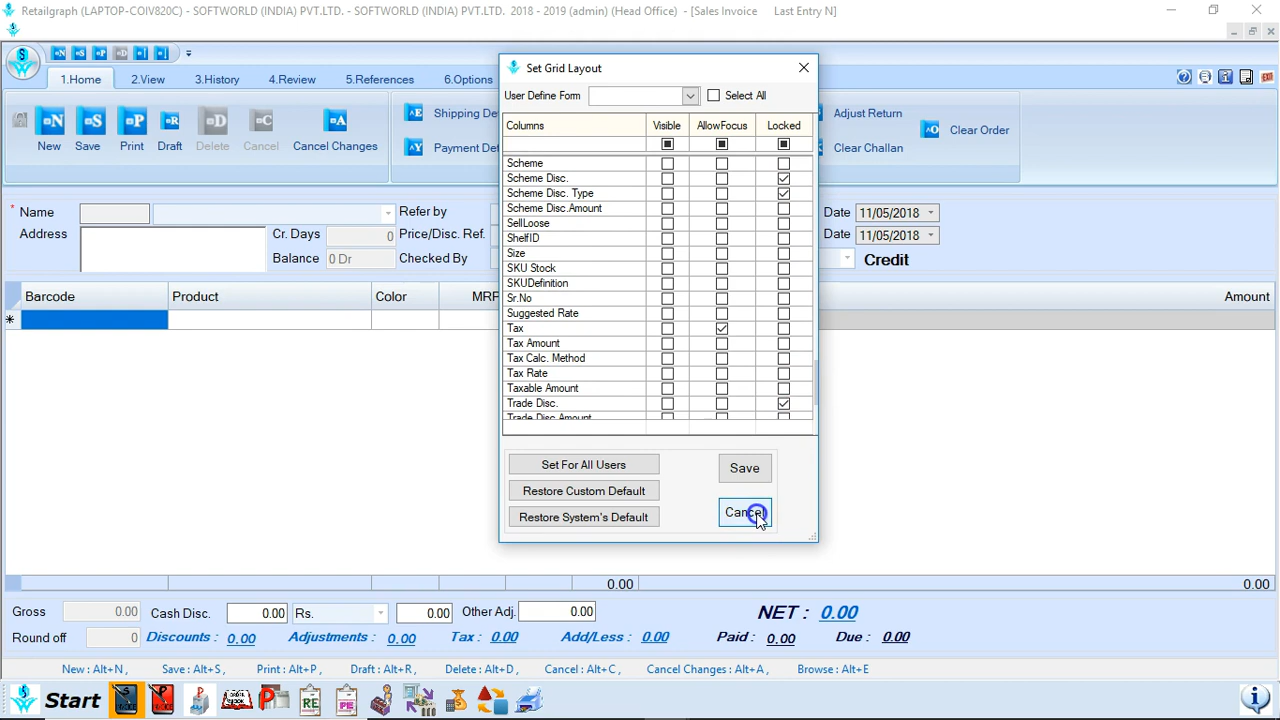 Retailgraph (LAPTOP-COIV820C) - SOFTWORLD (INDIA) PVT.LTD. - SOFTWORLD (INDIA) PVT.LTD. 2018 - 2019 (admin) (Head Office) - [Sales Invoice Last Entry N]
1.Home 2.View 3.History 4.Review 5.References 6.Options
New Save Print Draft Delete Cancel Cancel Changes
Shipping De
Payment Det
Adjust Return
Clear Challan
Clear Order
* Name
Refer by
Date 11/05/2018
Address
Cr. Days 0 Price/Disc. Ref.
Date 11/05/2018
Balance 0 Dr Checked By
Credit
Barcode Product Color MRP Amount
Set Grid Layout
User Define Form Select All
Columns Visible AllowFocus Locked
Scheme
Scheme Disc.
Scheme Disc. Type
Scheme Disc.Amount
SellLoose
ShelfID
Size
SKU Stock
SKUDefinition
Sr.No
Suggested Rate
Tax
Tax Amount
Tax Calc. Method
Tax Rate
Taxable Amount
Trade Disc.
Trade Disc Amount
Set For All Users
Save
Restore Custom Default
Cancel
Restore System's Default
0.00 0.00
Gross 0.00 Cash Disc. 0.00 Rs. 0.00 Other Adj. 0.00 NET : 0.00
Round off 0 Discounts : 0.00 Adjustments : 0.00 Tax : 0.00 Add/Less : 0.00 Paid : 0.00 Due : 0.00
New : Alt+N , Save : Alt+S , Print : Alt+P , Draft : Alt+R , Delete : Alt+D , Cancel : Alt+C , Cancel Changes : Alt+A , Browse : Alt+E
Start